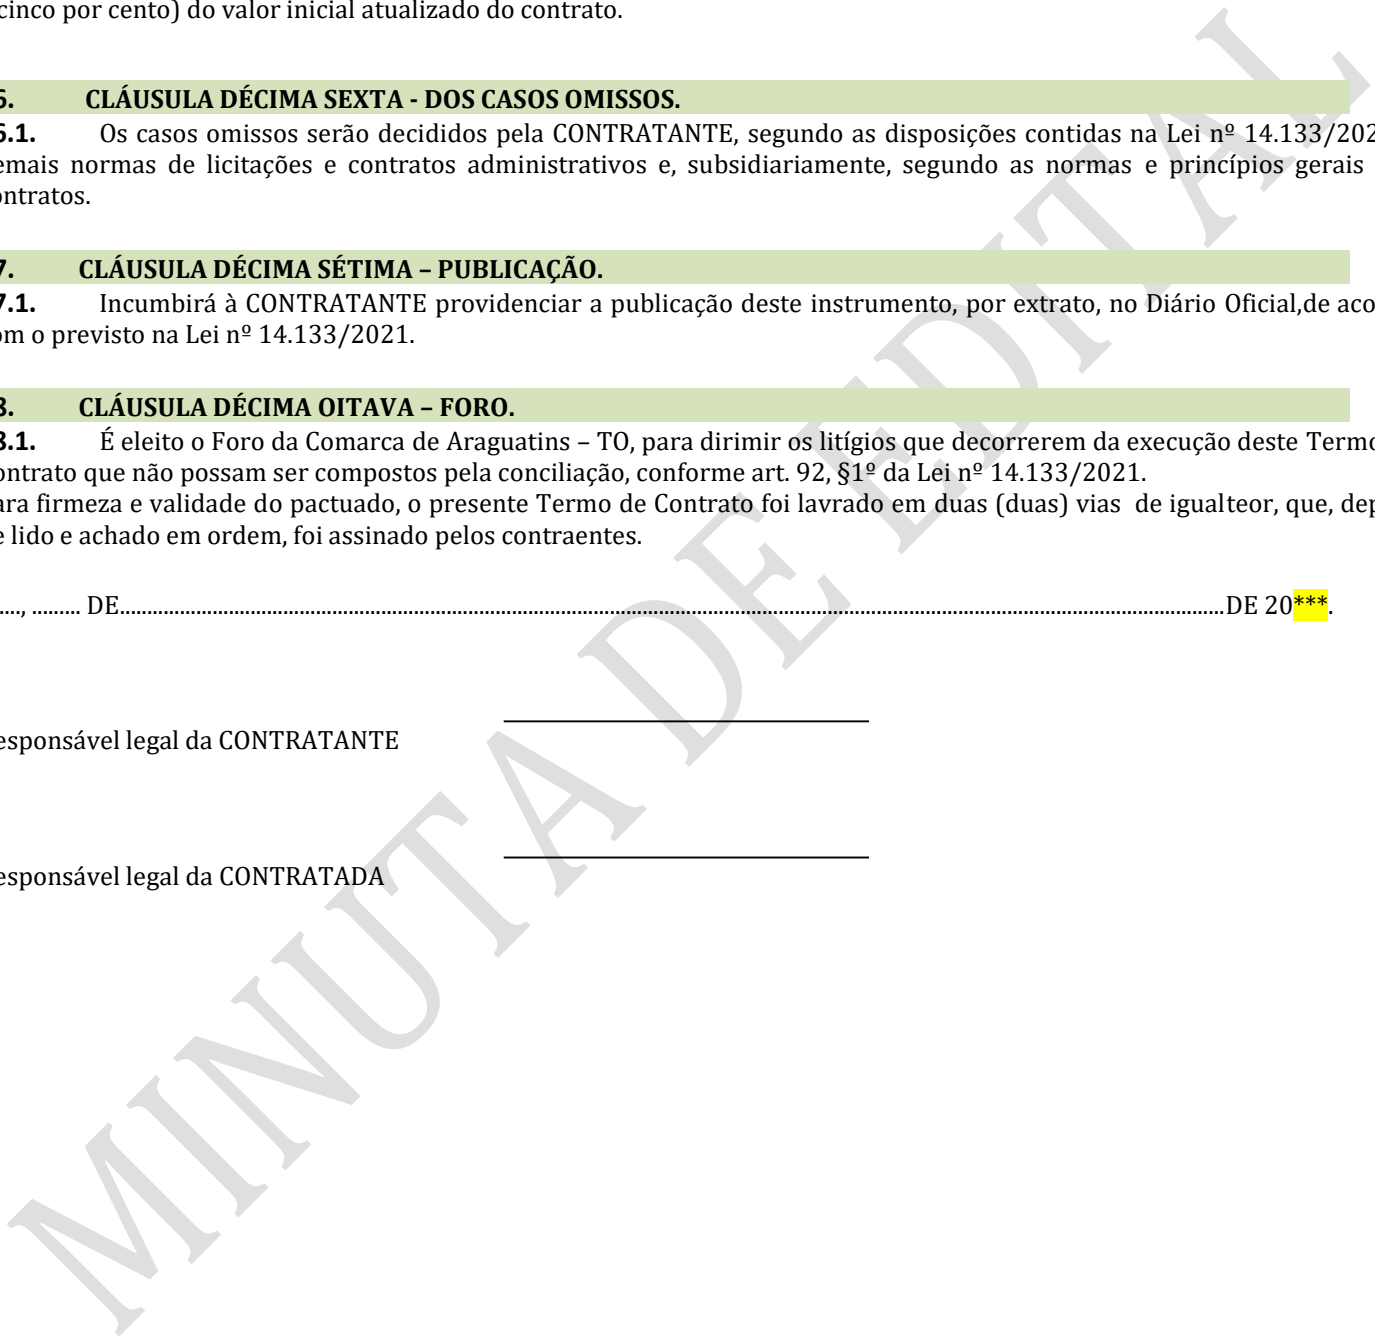 cinco por cento) do valor inicial atualizado do contrato.
6. CLÁUSULA DÉCIMA SEXTA - DOS CASOS OMISSOS.
6.1. Os casos omissos serão decididos pela CONTRATANTE, segundo as disposições contidas na Lei nº 14.133/202
emais normas de licitações e contratos administrativos e, subsidiariamente, segundo as normas e princípios gerais
ontratos.
7. CLÁUSULA DÉCIMA SÉTIMA – PUBLICAÇÃO.
7.1. Incumbirá à CONTRATANTE providenciar a publicação deste instrumento, por extrato, no Diário Oficial,de aco
om o previsto na Lei nº 14.133/2021.
8. CLÁUSULA DÉCIMA OITAVA – FORO.
8.1. É eleito o Foro da Comarca de Araguatins – TO, para dirimir os litígios que decorrerem da execução deste Termo
ontrato que não possam ser compostos pela conciliação, conforme art. 92, §1º da Lei nº 14.133/2021.
ara firmeza e validade do pactuado, o presente Termo de Contrato foi lavrado em duas (duas) vias de igualteor, que, dep
e lido e achado em ordem, foi assinado pelos contraentes.
...., ......... DE.....................................................................................DE 20***.
esponsável legal da CONTRATANTE
esponsável legal da CONTRATADA
MINUTA DE EDITAL